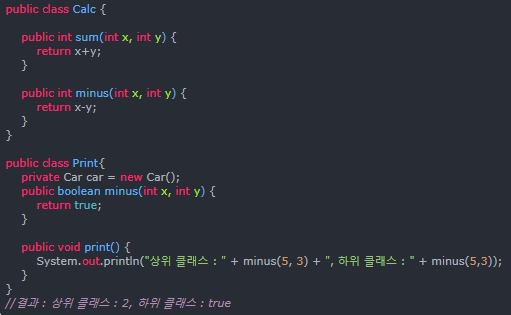 public class Calc {
public int sum(int x, int y) {
return x+y;
}
public int minus(int x, int y) {
return x-y;
}
}
public class Print{
private Car car = new Car();
public boolean minus(int x, int y) {
return true;
}
public void print() {
System.out.println("상위 클래스 : " + minus(5, 3) + ", 하위 클래스 : " + minus(5,3));
}
}
//결과 : 상위 클래스 : 2, 하위 클래스 : true